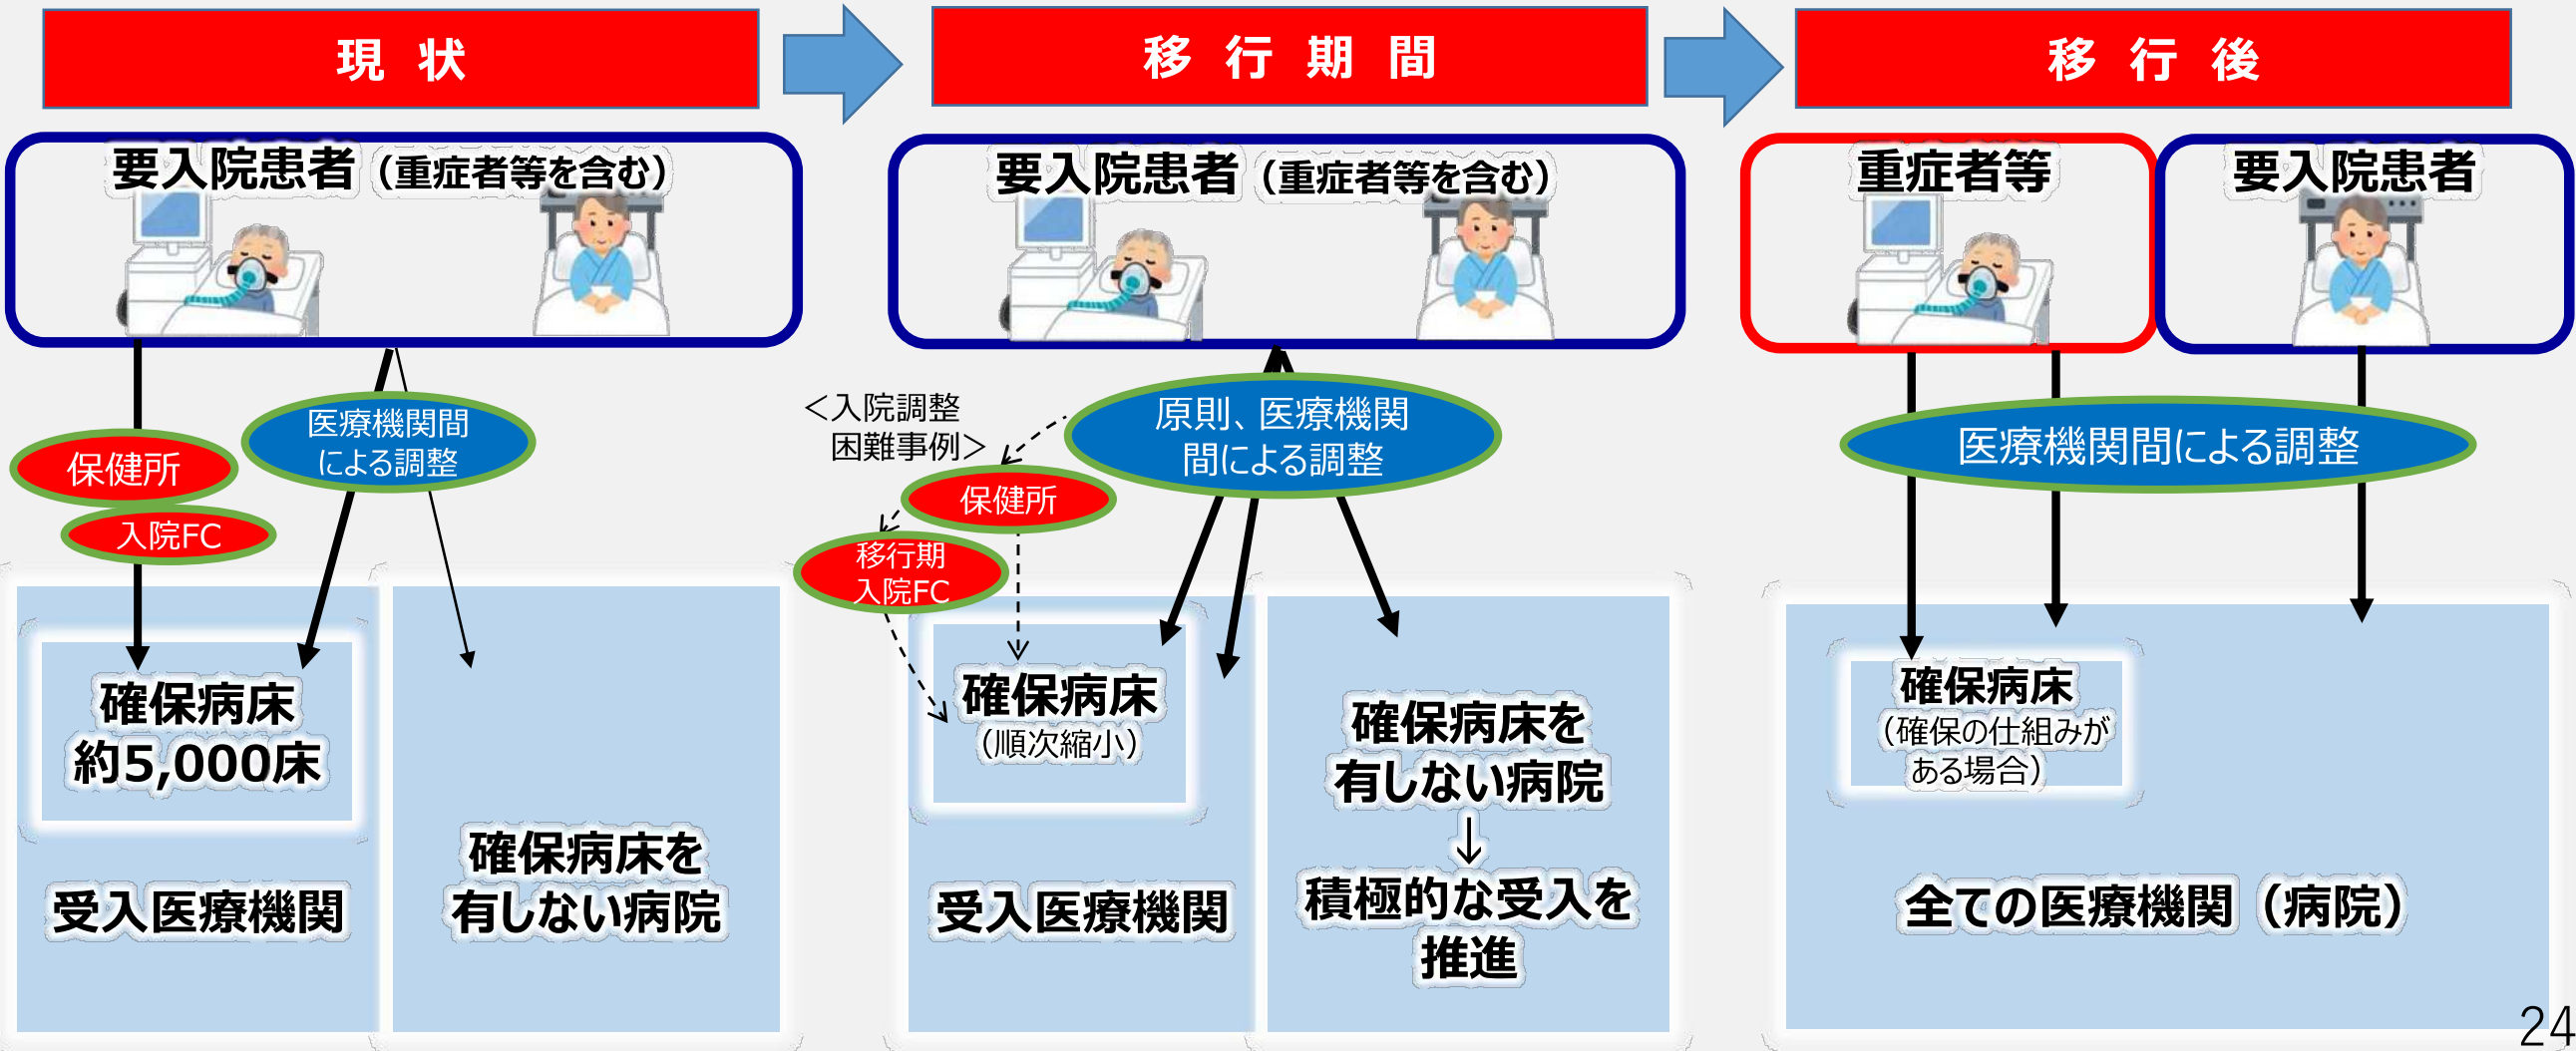 現 状
移 行 期 間
移 行 後
要入院患者（重症者等を含む）
保健所
入院FC
医療機関間
による調整
確保病床
約5,000床
受入医療機関
確保病床を
有しない病院
要入院患者（重症者等を含む）
＜入院調整
困難事例＞
原則、医療機関
間による調整
保健所
移行期
入院FC
確保病床
（順次縮小）
受入医療機関
確保病床を
有しない病院
↓
積極的な受入を
推進
重症者等
要入院患者
医療機関間による調整
確保病床
（確保の仕組みが
ある場合）
全ての医療機関（病院）
24